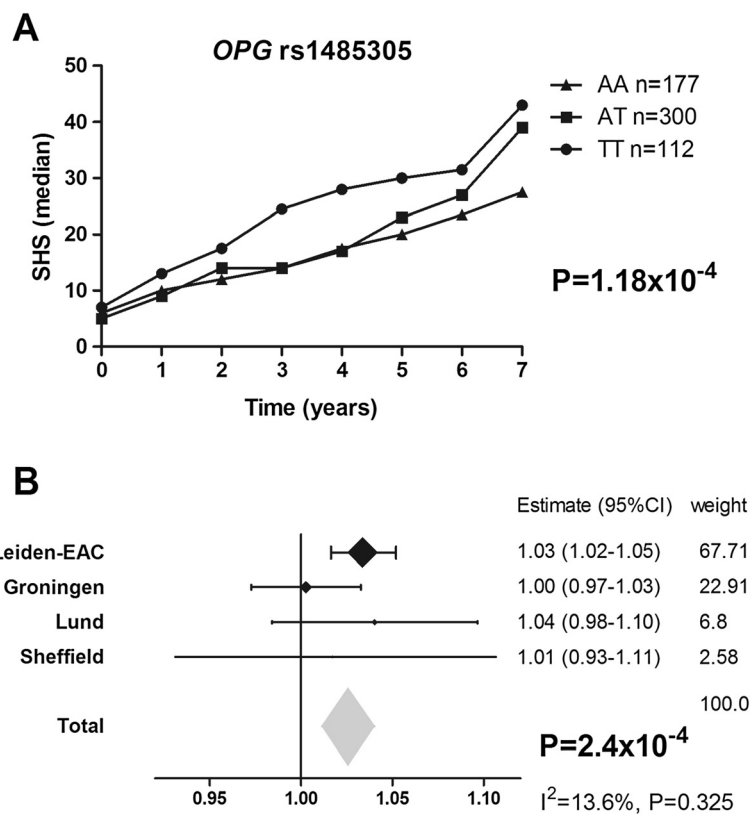 A
OPG rs1485305
50
40
30
20
10
0
SHS (median)
0 1 2 3 4 5 6 7
Time (years)
AA n=177
AT n=300
TT n=112
P=1.18x10-4
B
Estimate (95%CI) weight
Leiden-EAC 1.03 (1.02-1.05) 67.71
Groningen 1.00 (0.97-1.03) 22.91
Lund 1.04 (0.98-1.10) 6.8
Sheffield 1.01 (0.93-1.11) 2.58
100.0
Total
P=2.4x10-4
0.95 1.00 1.05 1.10
I2=13.6%, P=0.325